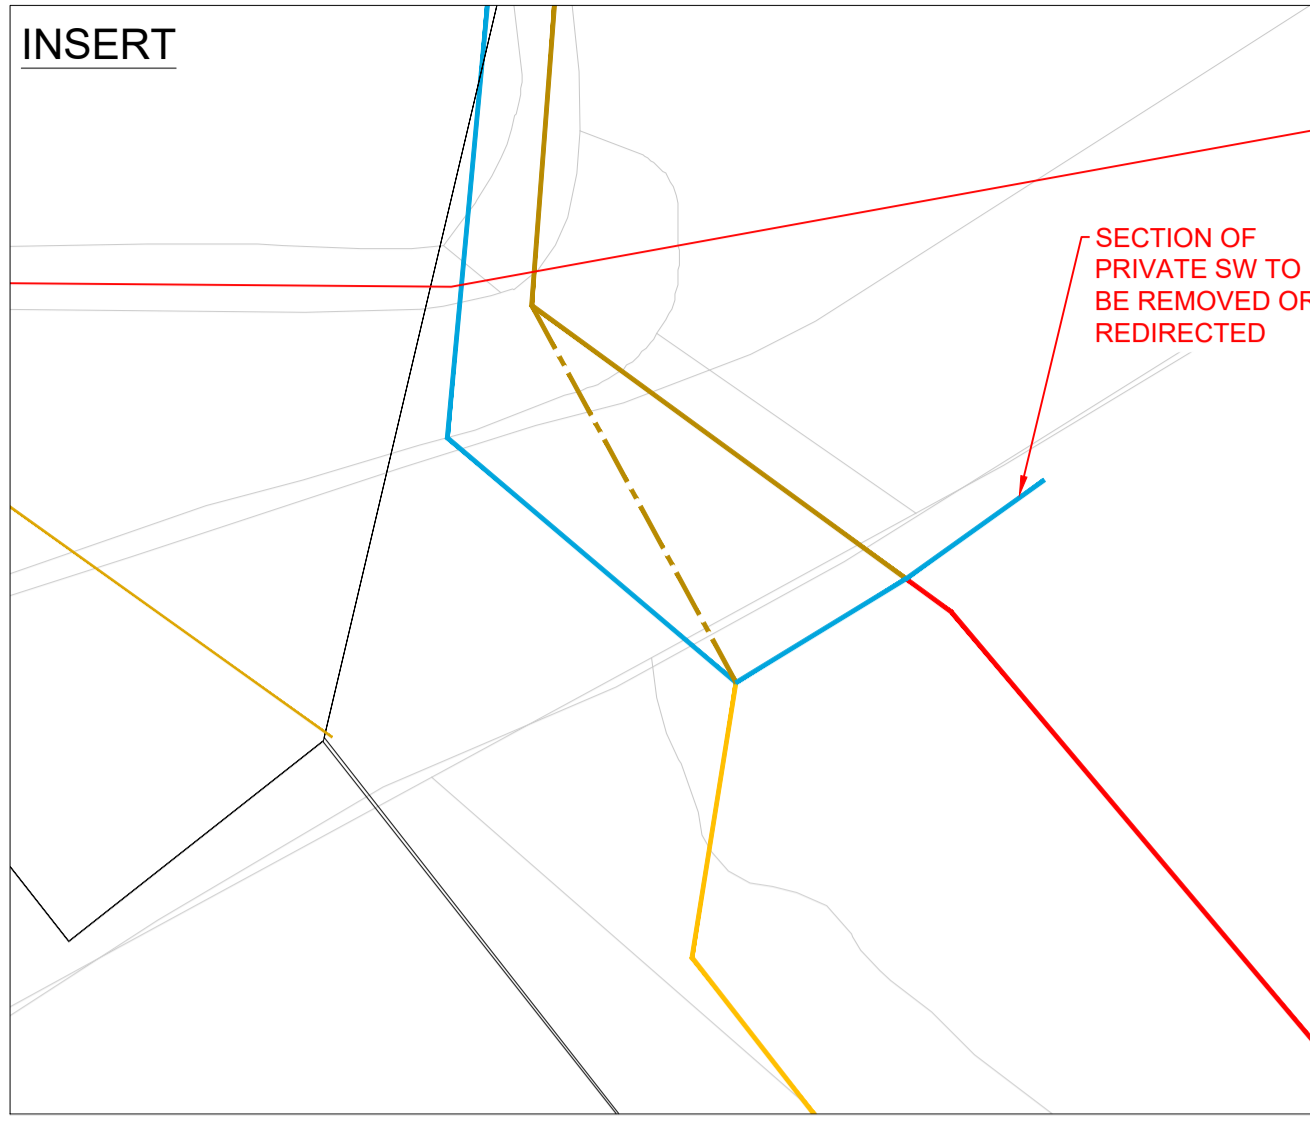 INSERT
SECTION OF
PRIVATE SW TO
BE REMOVED OR
REDIRECTED